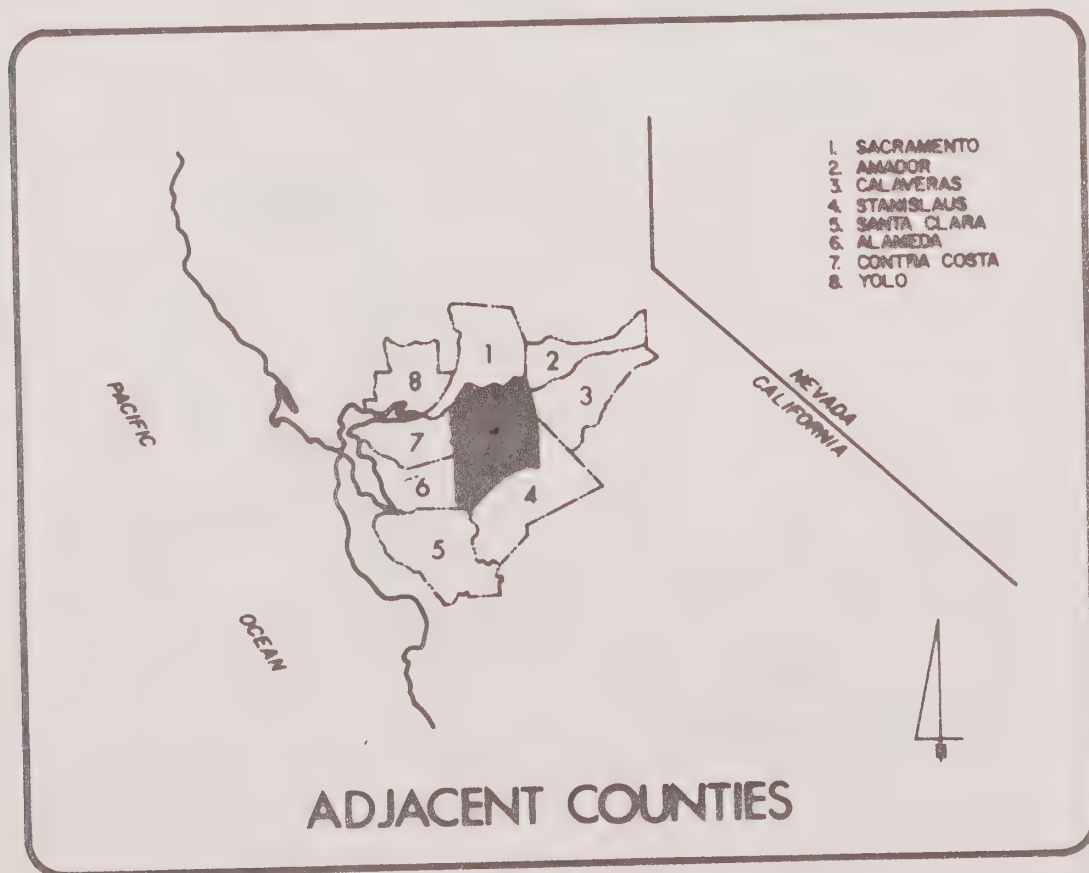 1. SACRAMENTO
2. AMADOR
3. CALAVERAS
4. STANISLAUS
5. SANTA CLARA
6. ALAMEDA
7. CONTRA COSTA
8. YOLO
1
2
8
3
7
6
4
5
PACIFIC
OCEAN
NEVADA
CALIFORNIA
ADJACENT COUNTIES